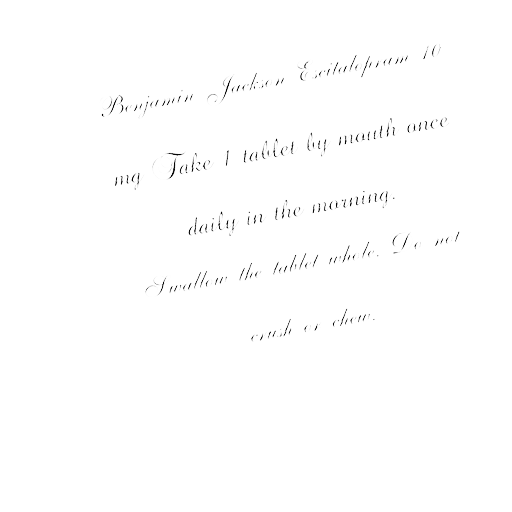 Benjamin Jackson Escitalopram 10
mg Take 1 tablet by mouth once
daily in the morning.
Swallow the tablet whole. Do not
crush or chew.